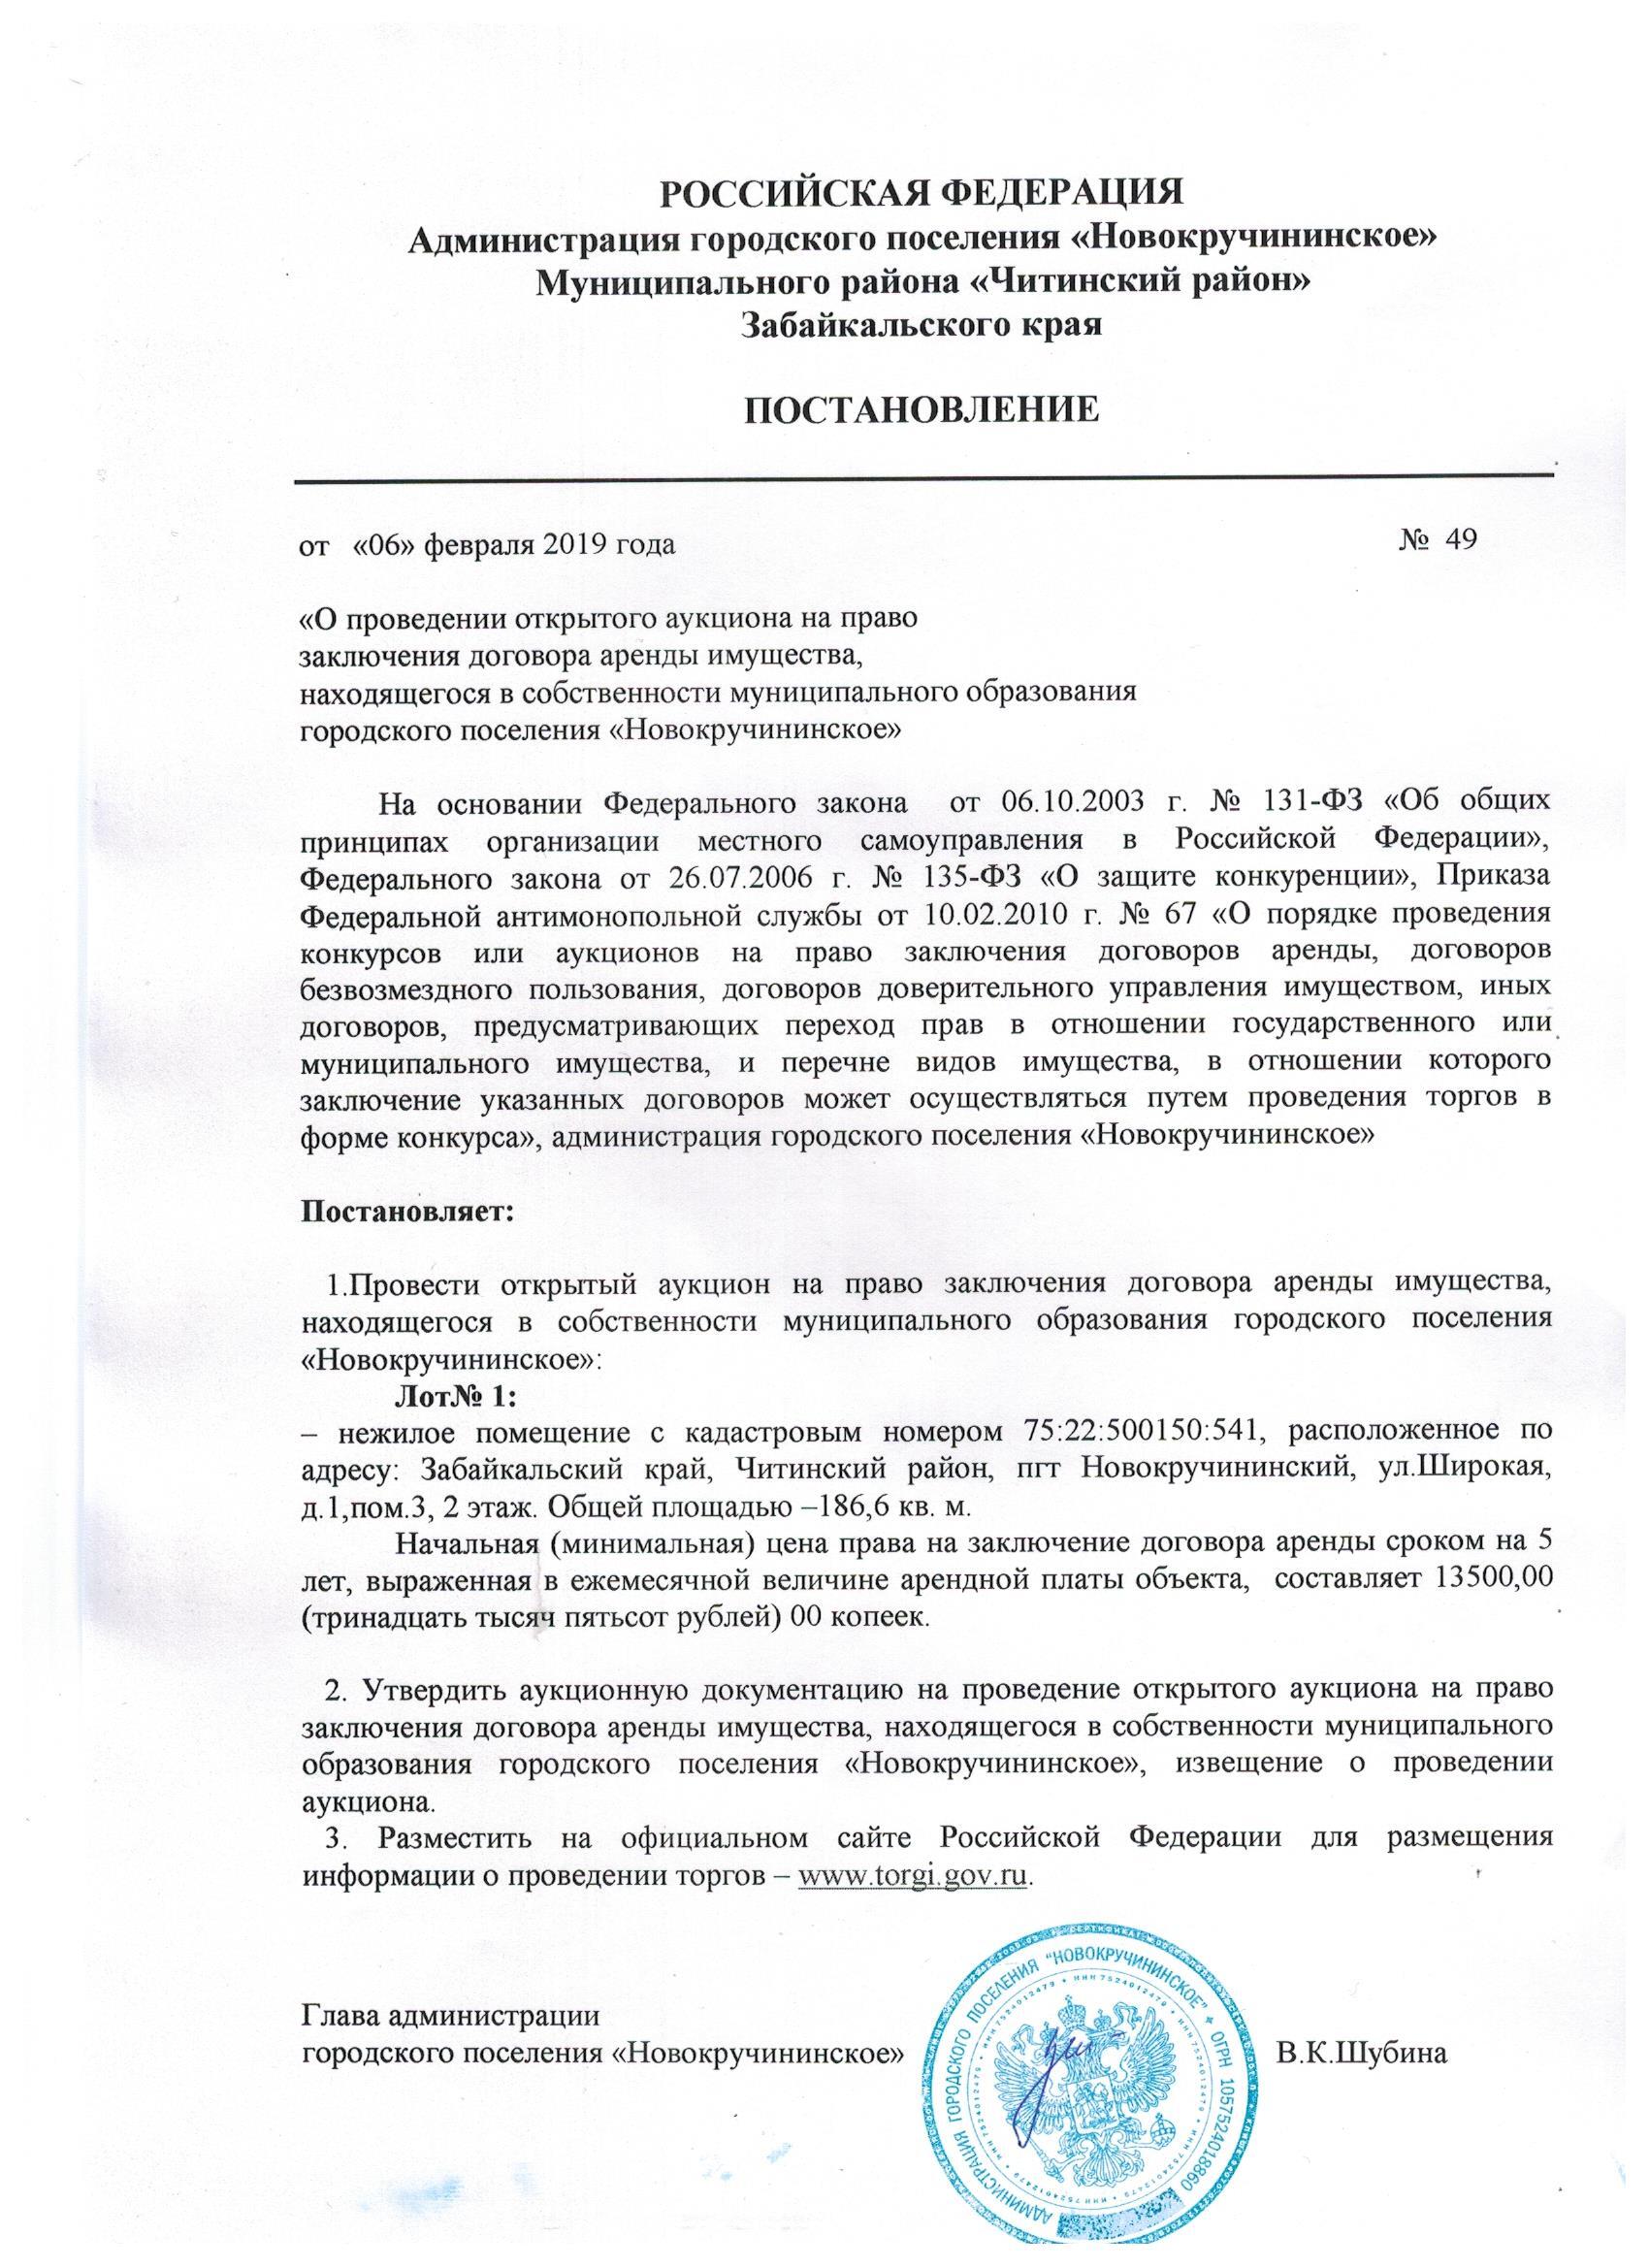 РОССИЙСКАЯ ФЕДЕРАЦИЯ
Администрация городского поселения «Новокручининское»
Муниципального района «Читинский район»
Забайкальского края
ПОСТАНОВЛЕНИЕ
от «06» февраля 2019 года № 49
«О проведении открытого аукциона на право
заключения договора аренды имущества,
находящегося в собственности муниципального образования
городского поселения «Новокручининское»
На основании Федерального закона от 06.10.2003 г. № 131-ФЗ «Об общих
принципах организации местного самоуправления в Российской Федерации»,
Федерального закона от 26.07.2006 г. № 135-ФЗ «О защите конкуренции», Приказа
Федеральной антимонопольной службы от 10.02.2010 г. № 67 «О порядке проведения
конкурсов или аукционов на право заключения договоров аренды, договоров
безвозмездного пользования, договоров доверительного управления имуществом, иных
договоров, предусматривающих переход прав в отношении государственного или
муниципального имущества, и перечне видов имущества, в отношении которого
заключение указанных договоров может осуществляться путем проведения торгов в
форме конкурса», администрация городского поселения «Новокручининское»
Постановляет:
1.Провести открытый аукцион на право заключения договора аренды имущества,
находящегося в собственности муниципального образования городского поселения
«Новокручининское»:
Лот№ 1:
– нежилое помещение с кадастровым номером 75:22:500150:541, расположенное по
адресу: Забайкальский край, Читинский район, пгт Новокручининский, ул.Широкая,
д.1,пом.3, 2 этаж. Общей площадью –186,6 кв. м.
Начальная (минимальная) цена права на заключение договора аренды сроком на 5
лет, выраженная в ежемесячной величине арендной платы объекта, составляет 13500,00
(тринадцать тысяч пятьсот рублей) 00 копеек.
2. Утвердить аукционную документацию на проведение открытого аукциона на право
заключения договора аренды имущества, находящегося в собственности муниципального
образования городского поселения «Новокручининское», извещение о проведении
аукциона.
3. Разместить на официальном сайте Российской Федерации для размещения
информации о проведении торгов – www.torgi.gov.ru.
Глава администрации
городского поселения «Новокручининское» В.К.Шубина
АДМИНИСТРАЦИЯ ГОРОДСКОГО ПОСЕЛЕНИЯ "НОВОКРУЧИНИНСКОЕ" ✦ ОГРН 1057524018860
ИНН 7524012479